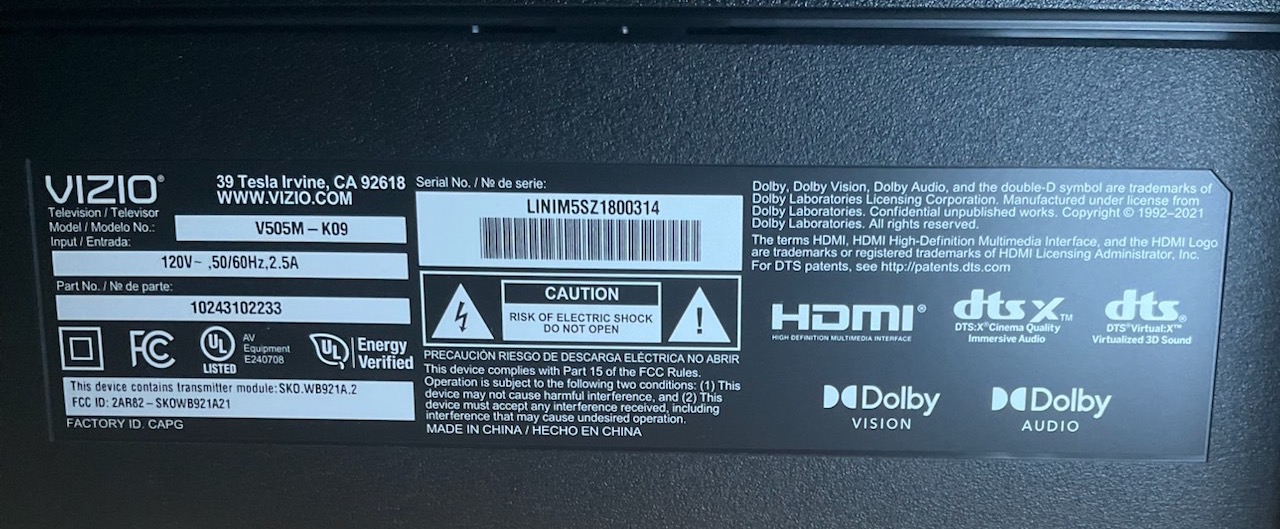 VIZIO®
39 Tesla Irvine, CA 92618
WWW.VIZIO.COM
Television / Televisor
Model / Modelo No.:
V505M – K09
Input / Entrada:
120V~ ,50/60Hz,2.5A
Part No. / № de parte:
10243102233
FC
UL
LISTED
AV
Equipment
E240708
UL
Energy
Verified
This device contains transmitter module: SKO.WB921A.2
FCC ID: 2AR82 – SKOWB921A21
FACTORY ID. CAPG
Serial No. / № de serie:
LINIM5SZ1800314
CAUTION
RISK OF ELECTRIC SHOCK
DO NOT OPEN
PRECAUCIÓN RIESGO DE DESCARGA ELÉCTRICA NO ABRIR
This device complies with Part 15 of the FCC Rules.
Operation is subject to the following two conditions: (1) This
device may not cause harmful interference, and (2) This
device must accept any interference received, including
interference that may cause undesired operation.
MADE IN CHINA / HECHO EN CHINA
Dolby, Dolby Vision, Dolby Audio, and the double-D symbol are trademarks of
Dolby Laboratories Licensing Corporation. Manufactured under license from
Dolby Laboratories. Confidential unpublished works. Copyright © 1992–2021
Dolby Laboratories. All rights reserved.
The terms HDMI, HDMI High-Definition Multimedia Interface, and the HDMI Logo
are trademarks or registered trademarks of HDMI Licensing Administrator, Inc.
For DTS patents, see http://patents.dts.com
HDMI®
HIGH DEFINITION MULTIMEDIA INTERFACE
dts X™
DTS:X® Cinema Quality
Immersive Audio
dts®
DTS® Virtual:X™
Virtualized 3D Sound
Dolby
VISION
Dolby
AUDIO